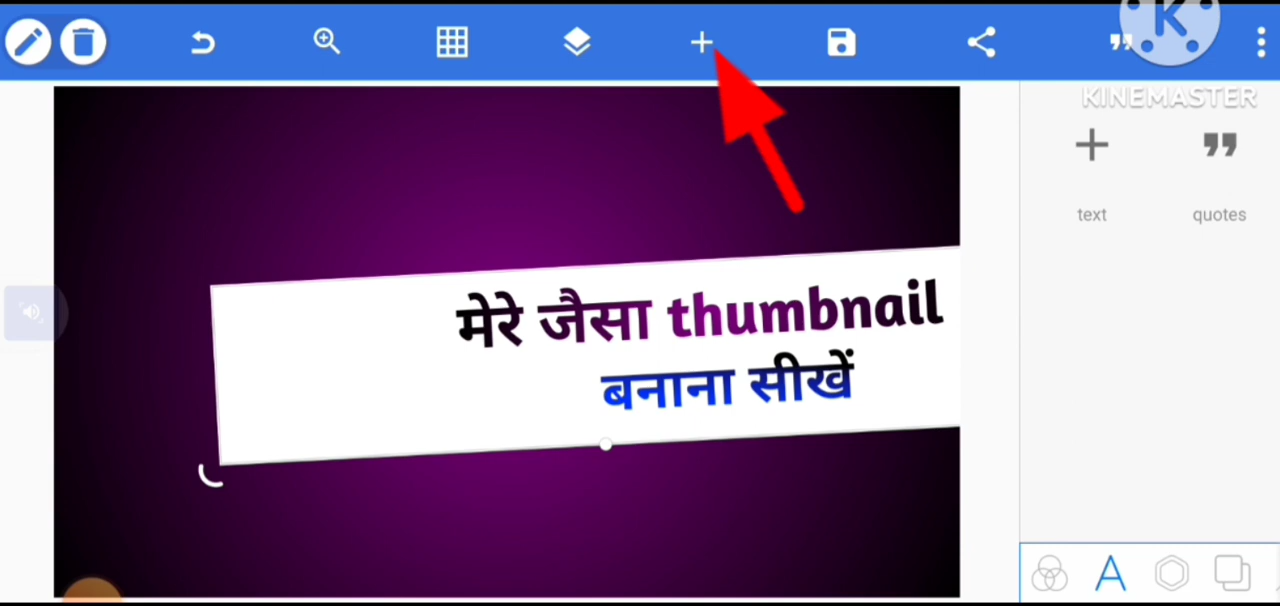 KINEMASTER
text
quotes
मेरे जैसा thumbnail
बनाना सीखें